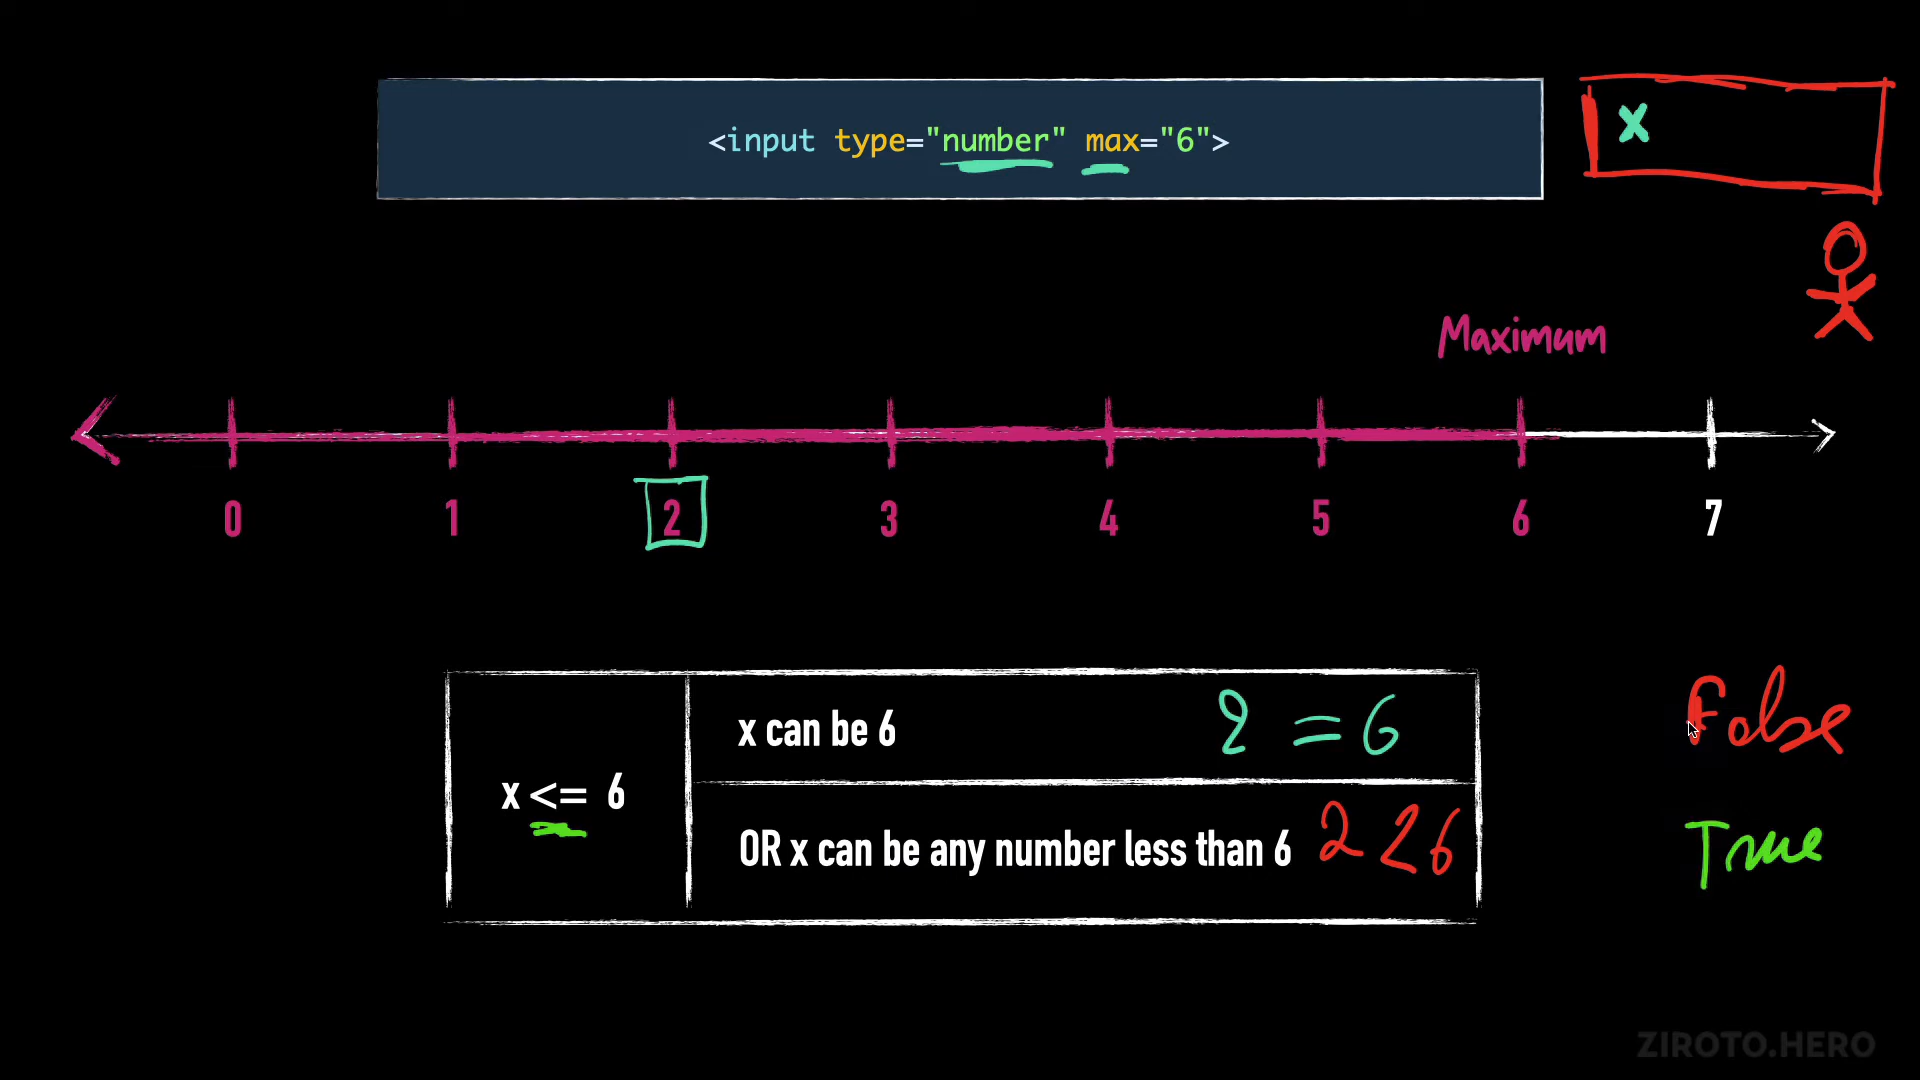 <input type="number" max="6">
x
Maximum
0 1 2 3 4 5 6 7
x can be 6 2 = 6
False
x <= 6
OR x can be any number less than 6 2 < 6
True
ZIROTO.HERO